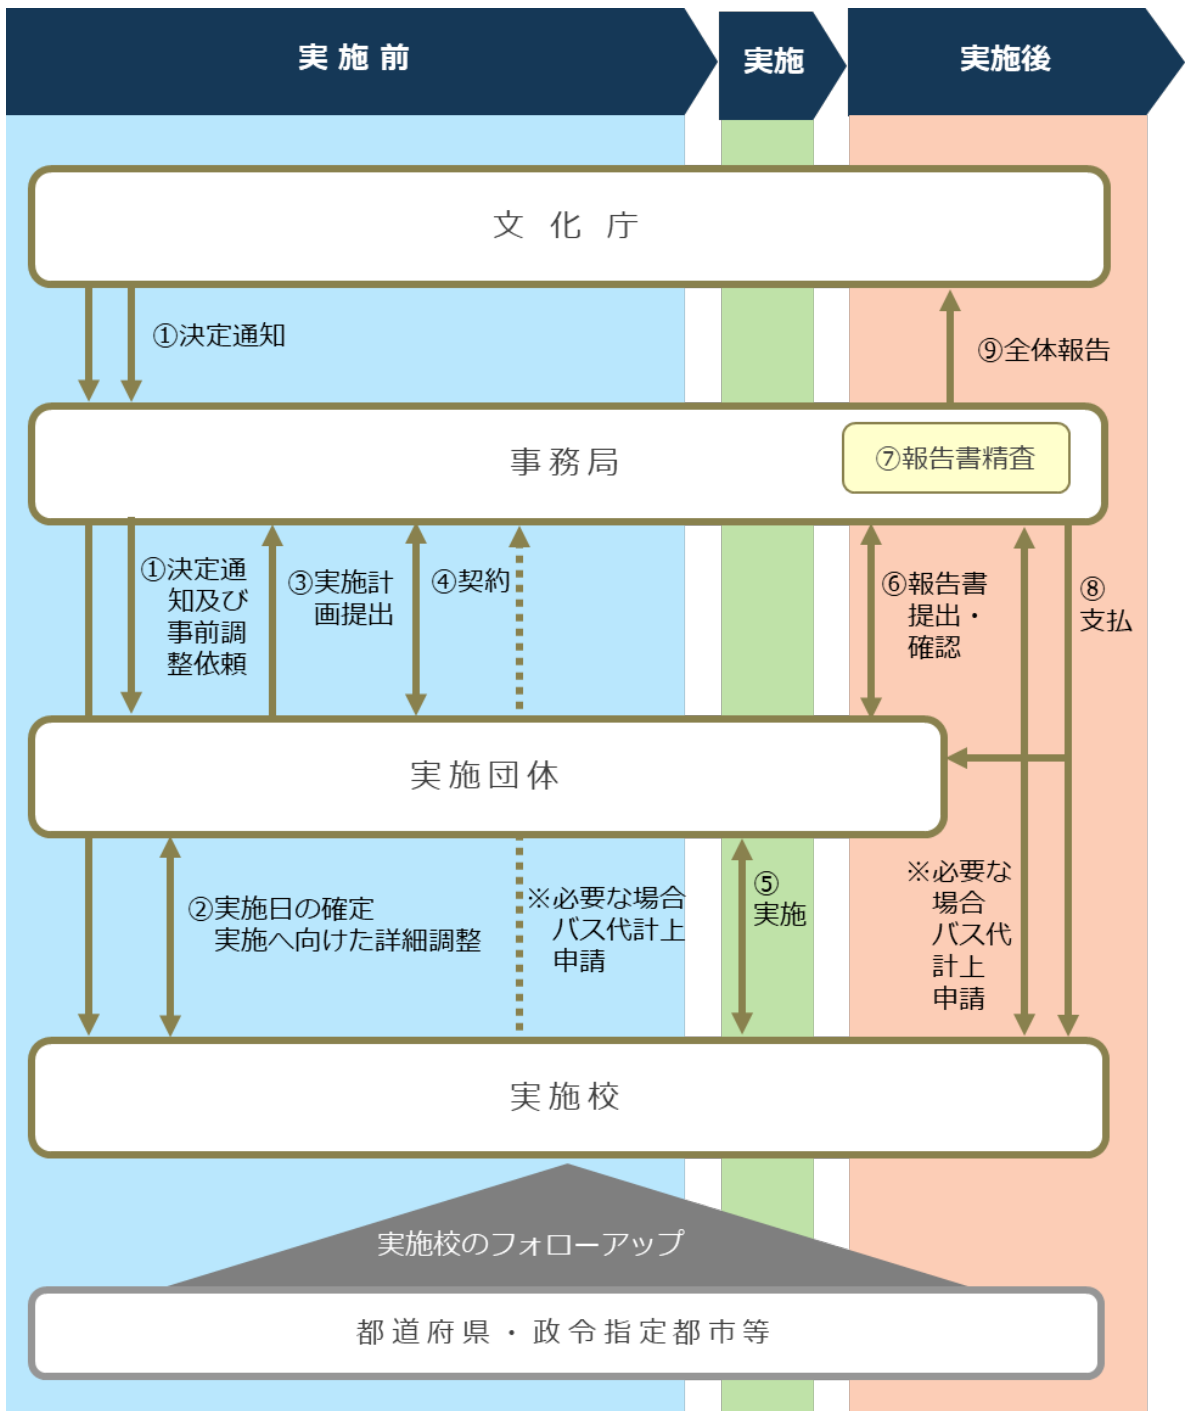 実施前
実施
実施後
文化庁
①決定通知
⑨全体報告
事務局
⑦報告書精査
①決定通
知及び
事前調
整依頼
③実施計
画提出
④契約
⑥報告書
提出・
確認
⑧
支払
実施団体
②実施日の確定
実施へ向けた詳細調整
※必要な場合
バス代計上
申請
⑤
実施
※必要な
場合
バス代
計上
申請
実施校
実施校のフォローアップ
都道府県・政令指定都市等